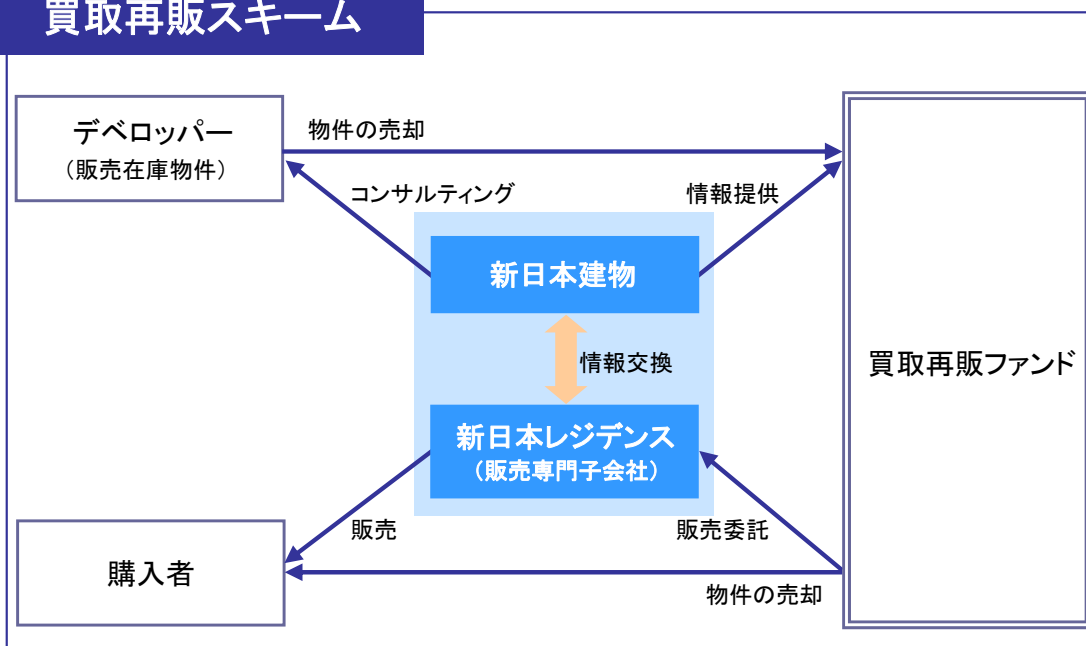 買取再販スキーム
デベロッパー
（販売在庫物件）
物件の売却
コンサルティング
情報提供
新日本建物
情報交換
買取再販ファンド
新日本レジデンス
（販売専門子会社）
販売
販売委託
購入者
物件の売却